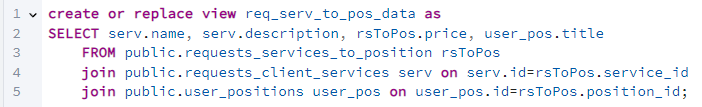 1 create or replace view req_serv_to_pos_data as
2 SELECT serv.name, serv.description, rsToPos.price, user_pos.title
3 FROM public.requests_services_to_position rsToPos
4 join public.requests_client_services serv on serv.id=rsToPos.service_id
5 join public.user_positions user_pos on user_pos.id=rsToPos.position_id;